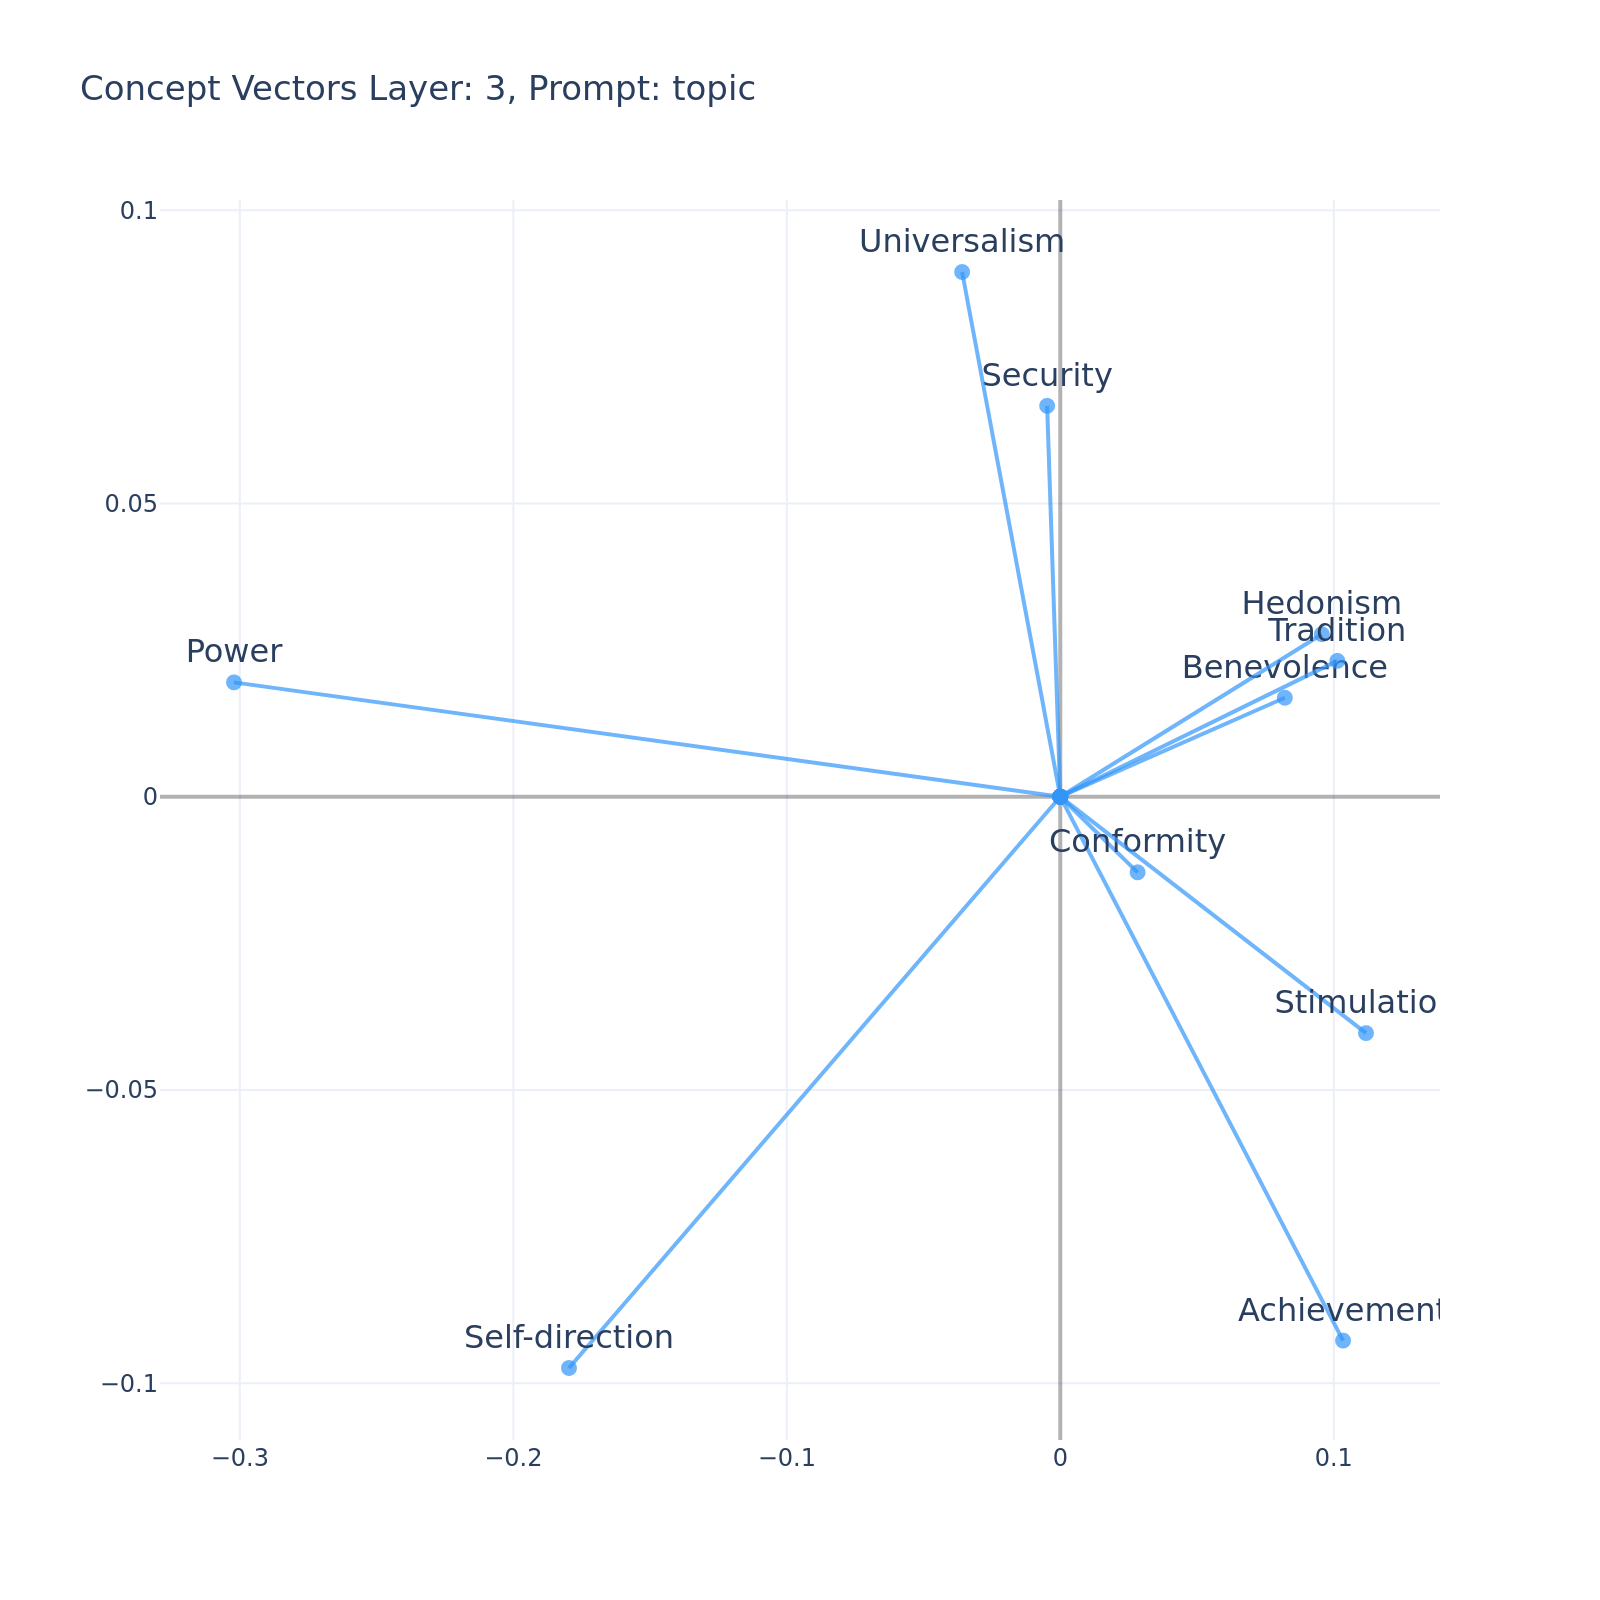 Concept Vectors Layer: 3, Prompt: topic
0.1
Universalism
Security
0.05
Hedonism
Tradition
Power
Benevolence
0
Conformity
Stimulatio
−0.05
Achievement
Self-direction
−0.1
−0.3 −0.2 −0.1 0 0.1